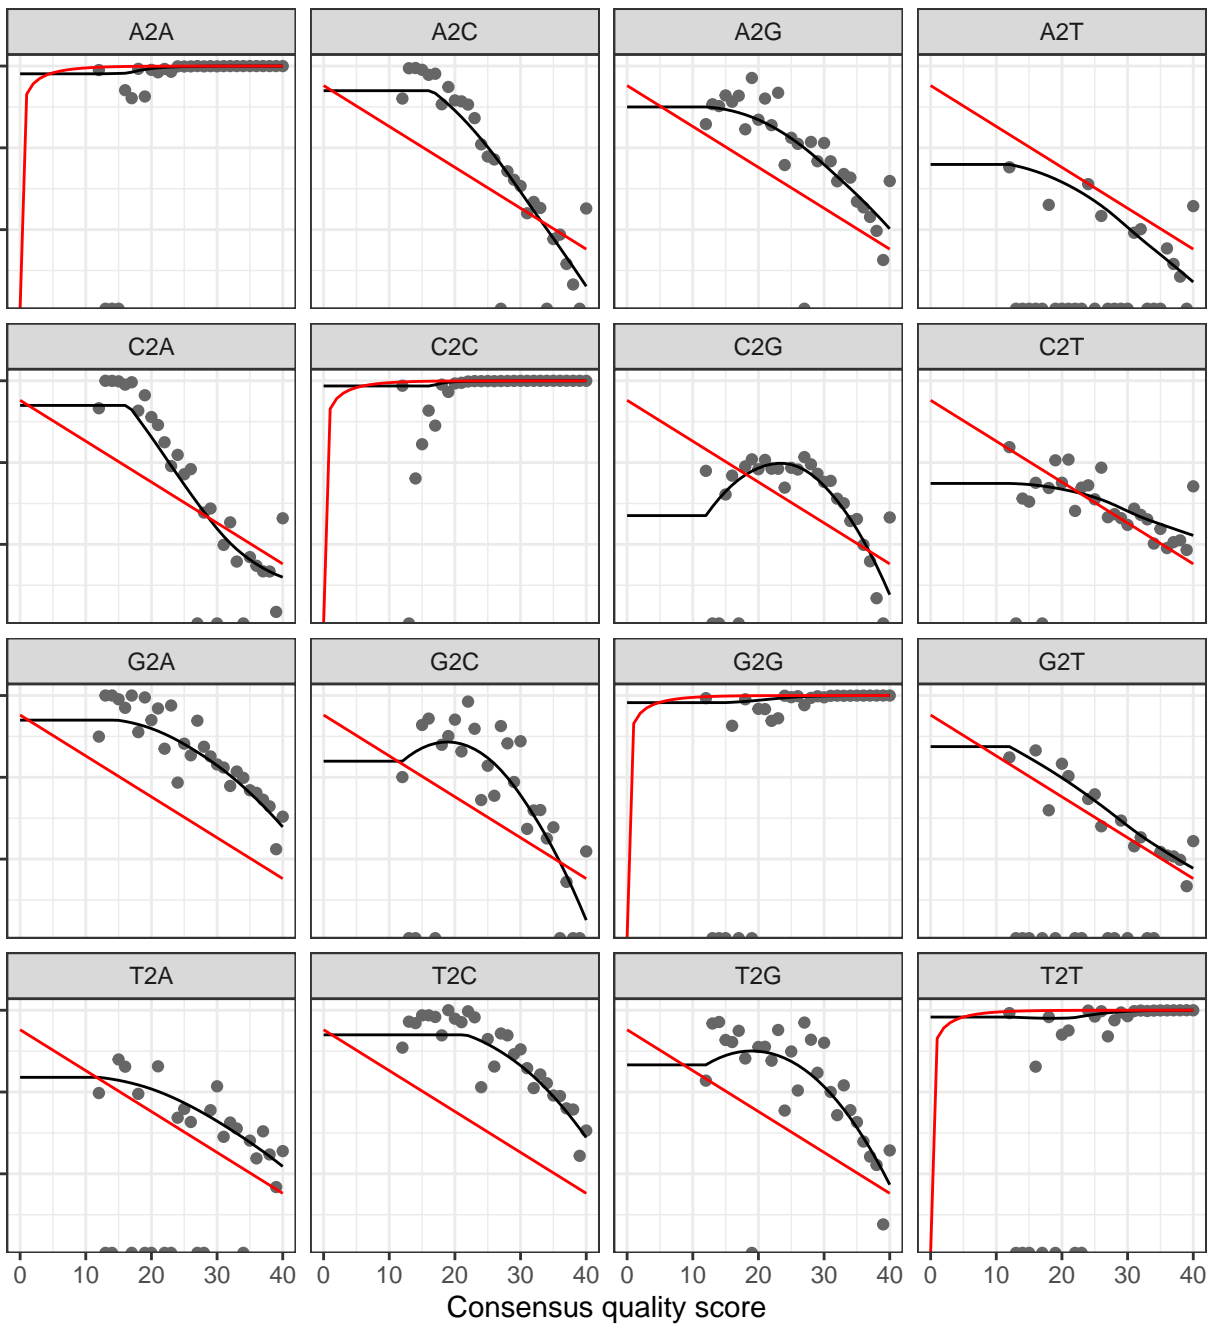 A2A A2C A2G A2T
C2A C2C C2G C2T
G2A G2C G2G G2T
T2A T2C T2G T2T
0 10 20 30 40 0 10 20 30 40 0 10 20 30 40 0 10 20 30 40
Consensus quality score